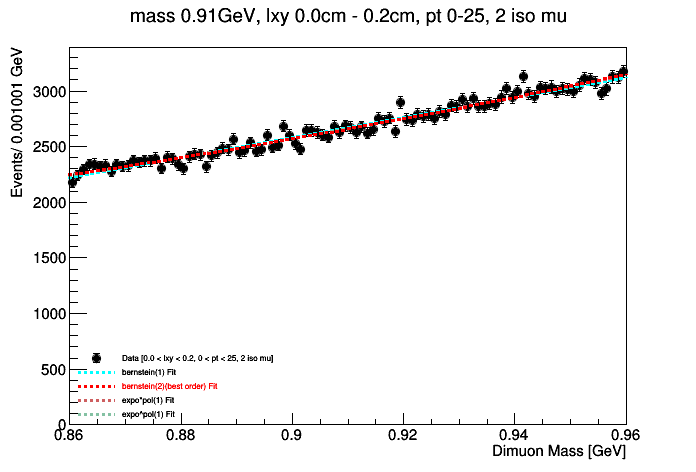 mass 0.91GeV, lxy 0.0cm - 0.2cm, pt 0-25, 2 iso mu
Events/ 0.001001 GeV
3000
2500
2000
1500
1000
500
0
Data [0.0 < lxy < 0.2, 0 < pt < 25, 2 iso mu]
bernstein(1) Fit
bernstein(2)(best order) Fit
expo*pol(1) Fit
expo^pol(1) Fit
0.86 0.88 0.9 0.92 0.94 0.96
Dimuon Mass [GeV]